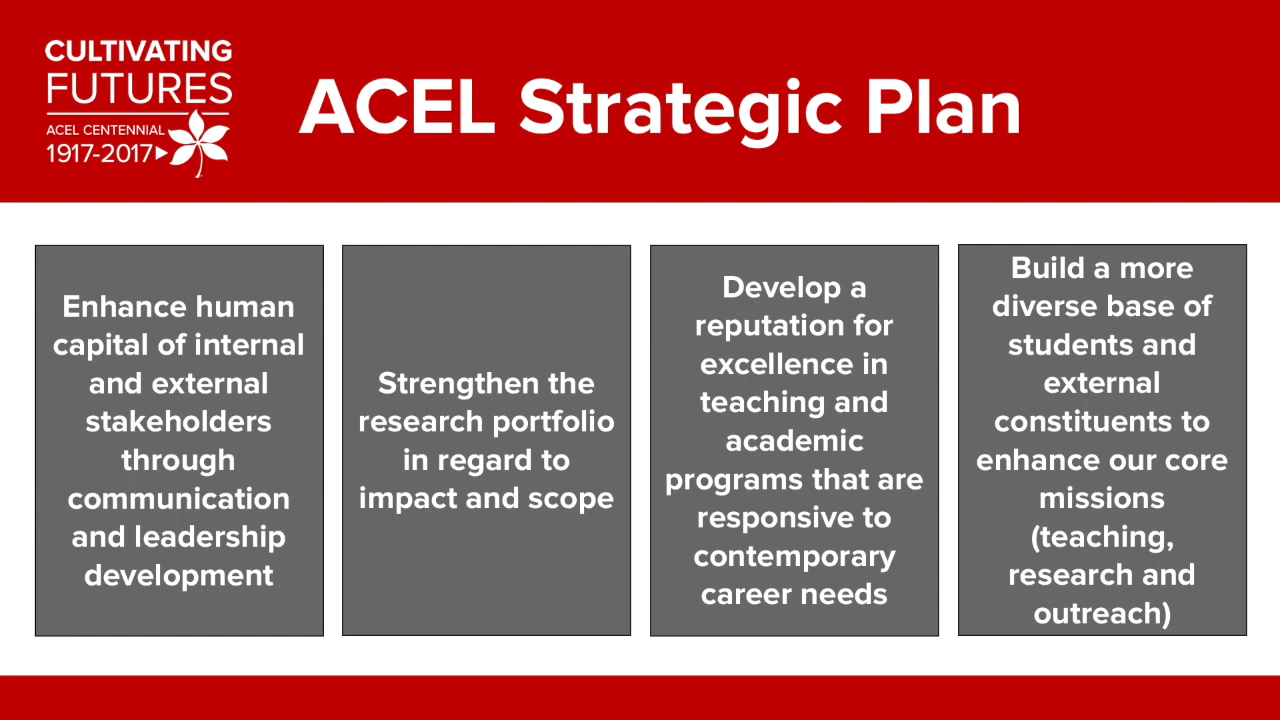 CULTIVATING
FUTURES
ACEL CENTENNIAL
1917-2017
ACEL Strategic Plan
Enhance human
capital of internal
and external
stakeholders
through
communication
and leadership
development
Strengthen the
research portfolio
in regard to
impact and scope
Develop a
reputation for
excellence in
teaching and
academic
programs that are
responsive to
contemporary
career needs
Build a more
diverse base of
students and
external
constituents to
enhance our core
missions
(teaching,
research and
outreach)